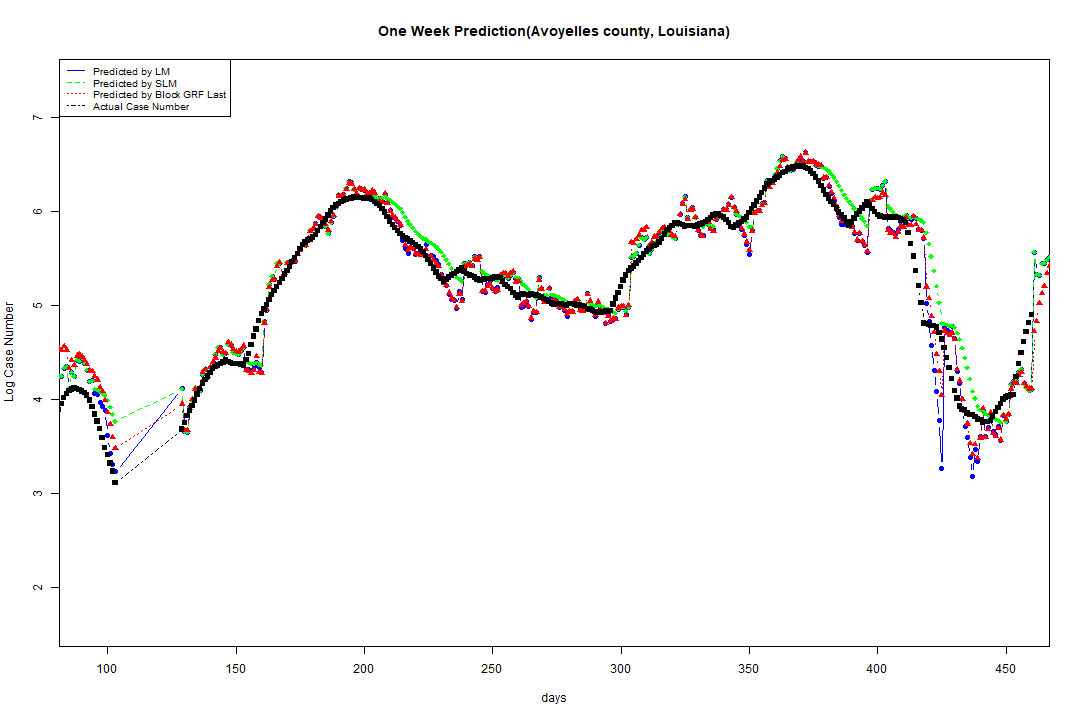 One Week Prediction(Avoyelles county, Louisiana)
Predicted by LM
Predicted by SLM
Predicted by Block GRF Last
Actual Case Number
Log Case Number
7
6
5
4
3
2
100 150 200 250 300 350 400 450
days